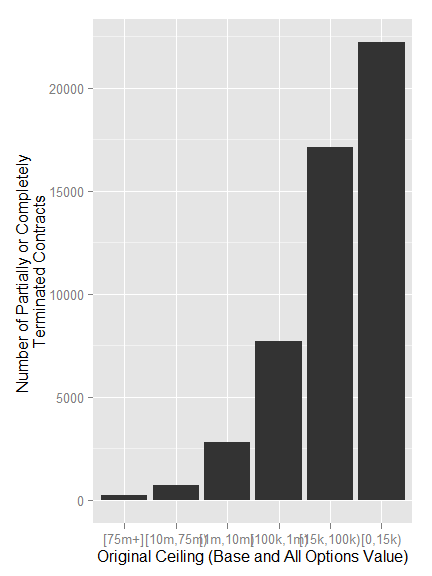 Number of Partially or Completely
Terminated Contracts
20000
15000
10000
5000
0
[75m+] [10m,75m) [1m,10m) [100k,1m) [15k,100k) [0,15k)
Original Ceiling (Base and All Options Value)